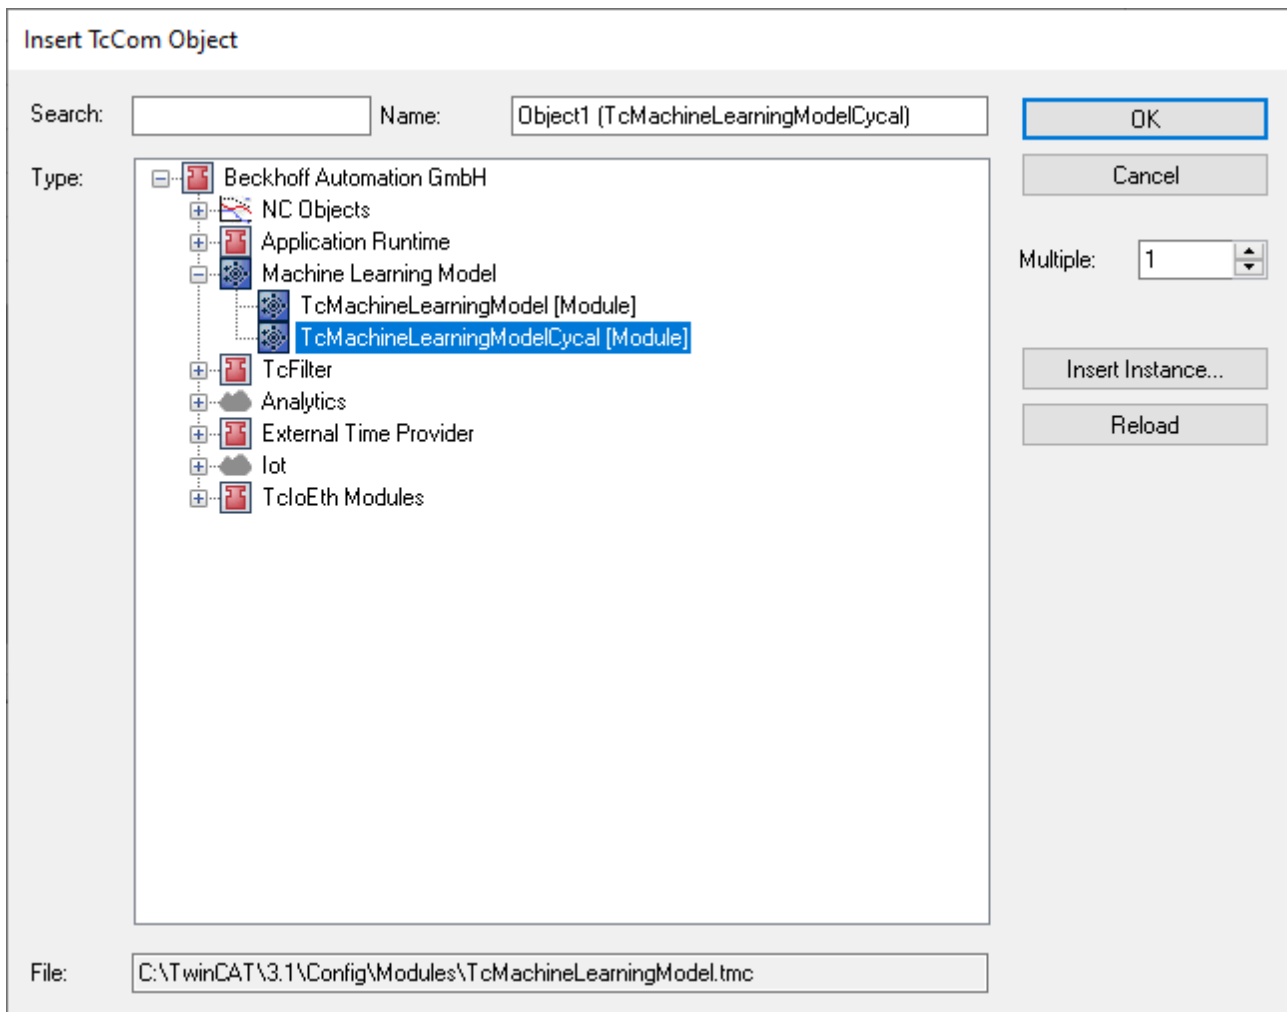 Insert TcCom Object
Search:
Name:
Object1 (TcMachineLearningModelCycal)
OK
Type:
Beckhoff Automation GmbH
Cancel
NC Objects
Application Runtime
Multiple:
1
Machine Learning Model
TcMachineLearningModel [Module]
TcMachineLearningModelCycal [Module]
TcFilter
Insert Instance...
Analytics
Reload
External Time Provider
Iot
TcIoEth Modules
File:
C:\TwinCAT\3.1\Config\Modules\TcMachineLearningModel.tmc